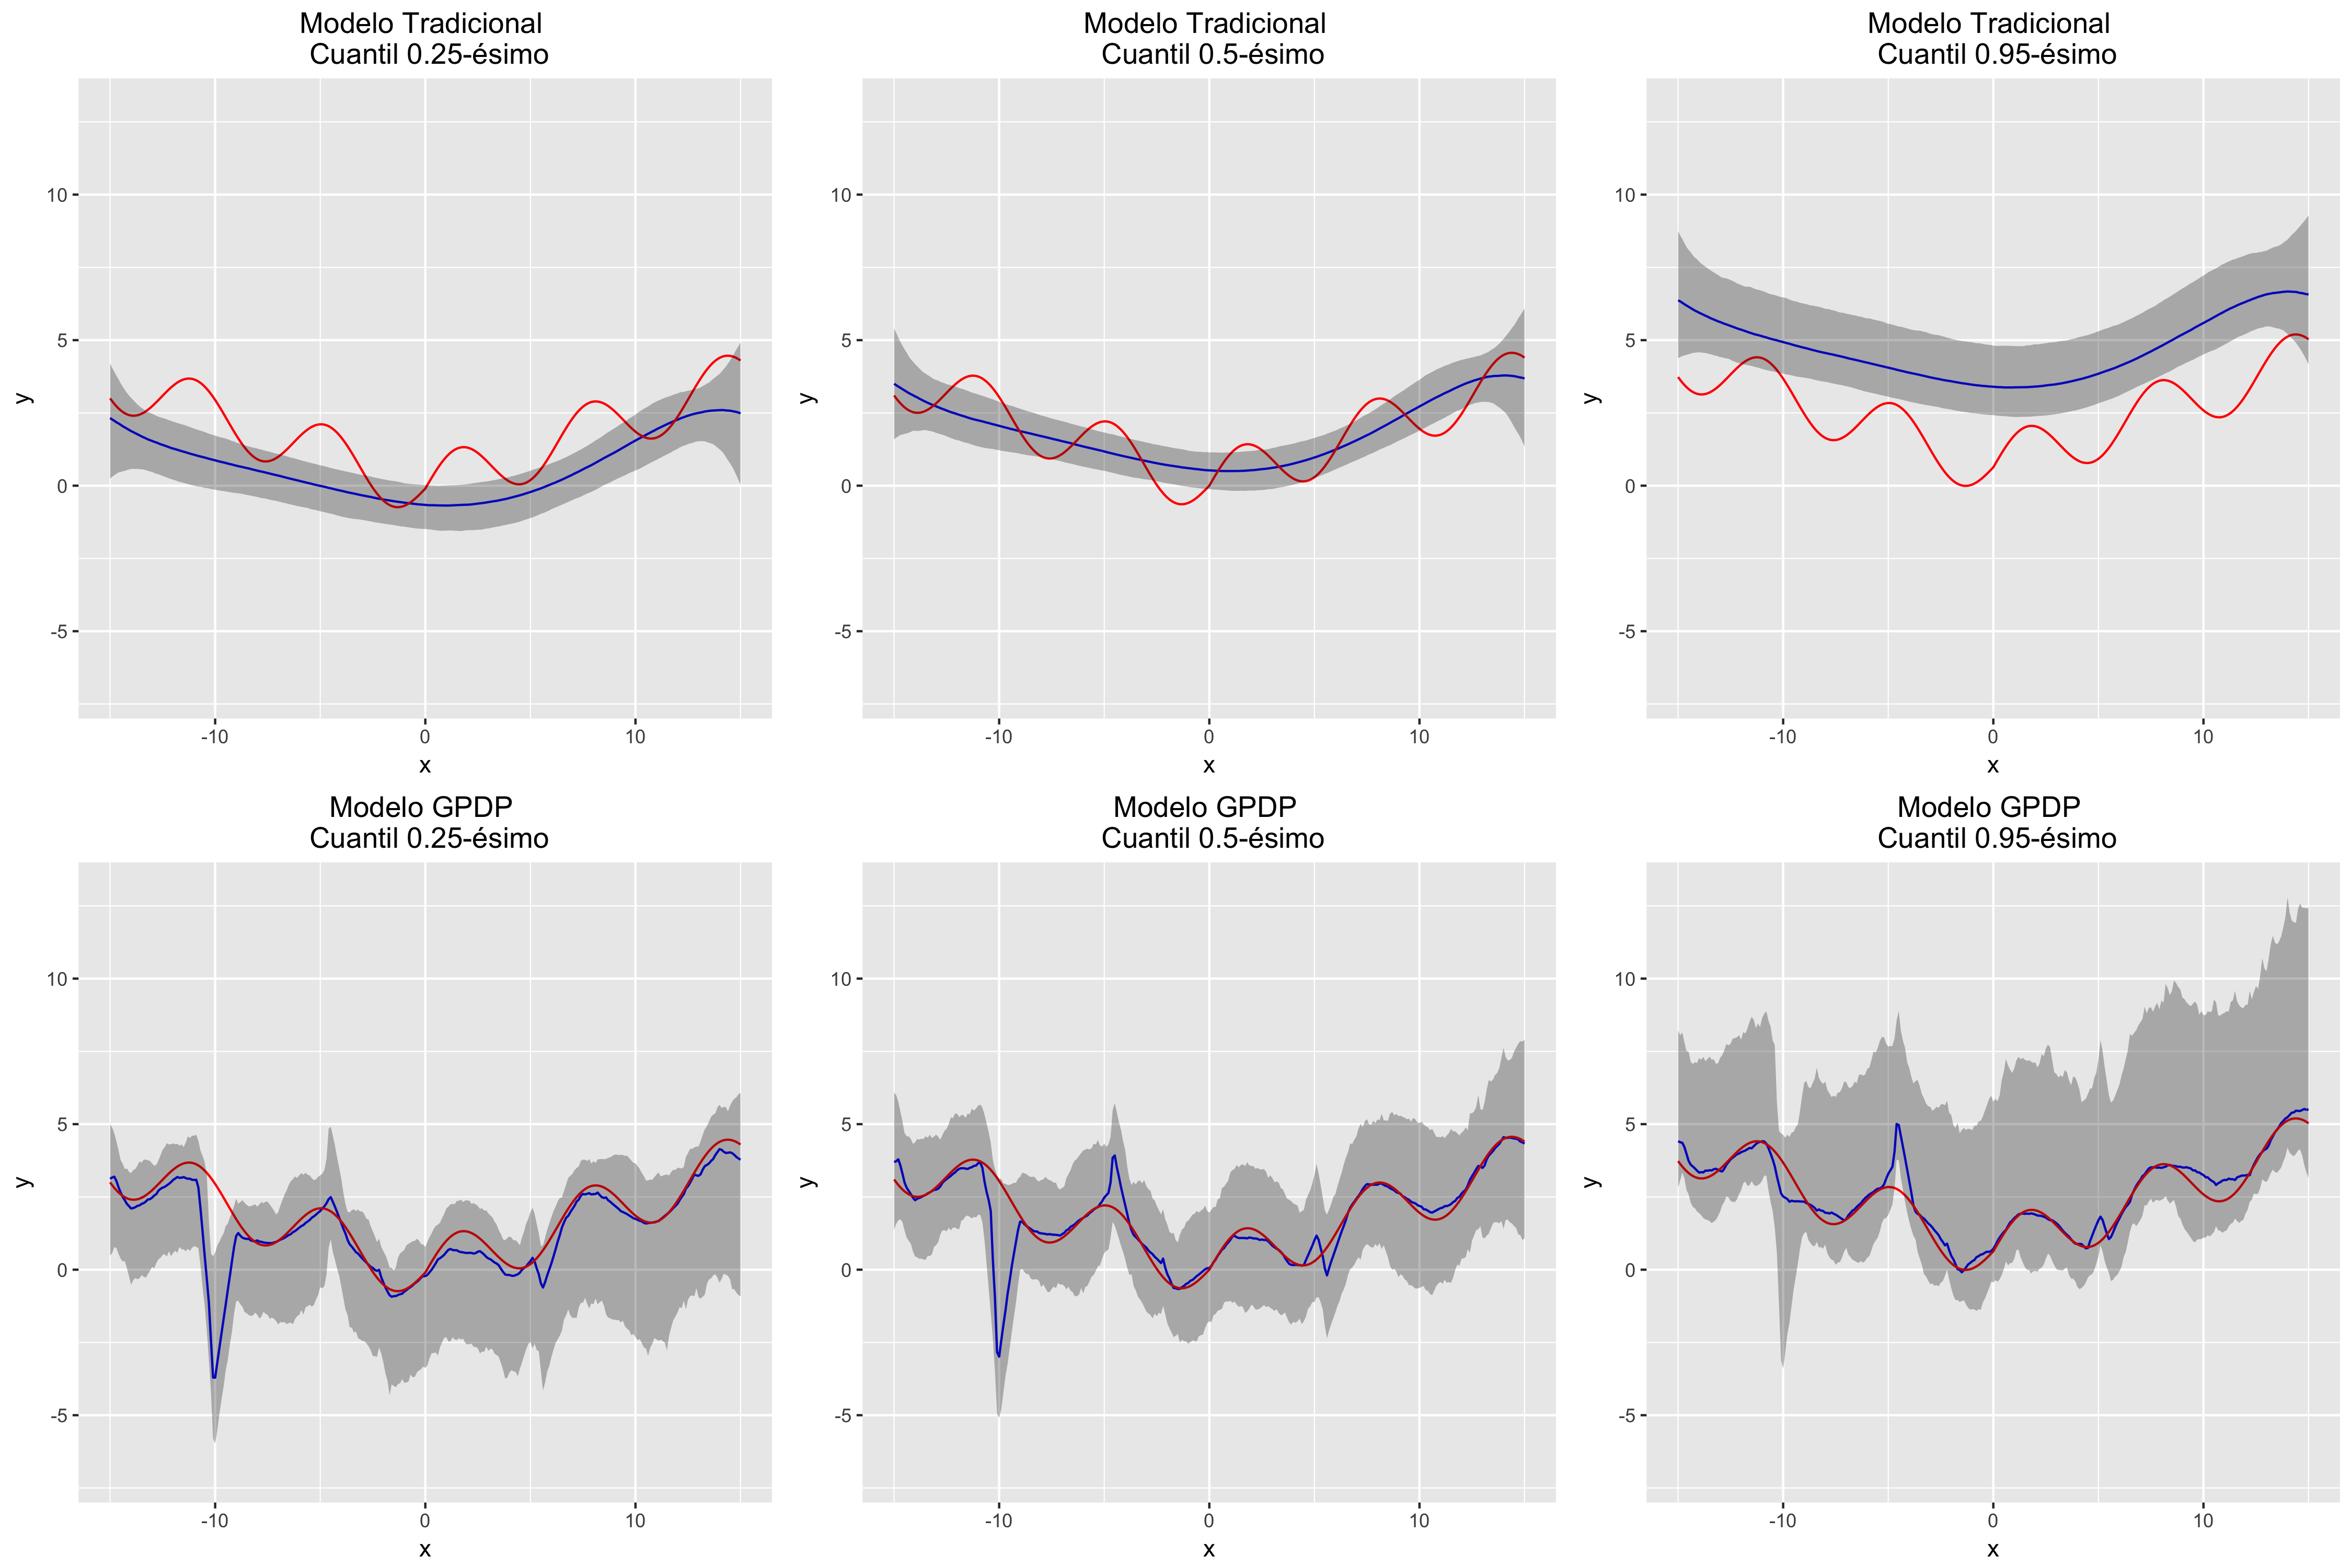 Modelo Tradicional
Cuantil 0.25-ésimo
10
5
0
-5
y
-10
0
10
x
Modelo Tradicional
Cuantil 0.5-ésimo
10
5
0
-5
y
-10
0
10
x
Modelo Tradicional
Cuantil 0.95-ésimo
10
5
0
-5
y
-10
0
10
x
Modelo GPDP
Cuantil 0.25-ésimo
10
5
0
-5
y
-10
0
10
x
Modelo GPDP
Cuantil 0.5-ésimo
10
5
0
-5
y
-10
0
10
x
Modelo GPDP
Cuantil 0.95-ésimo
10
5
0
-5
y
-10
0
10
x